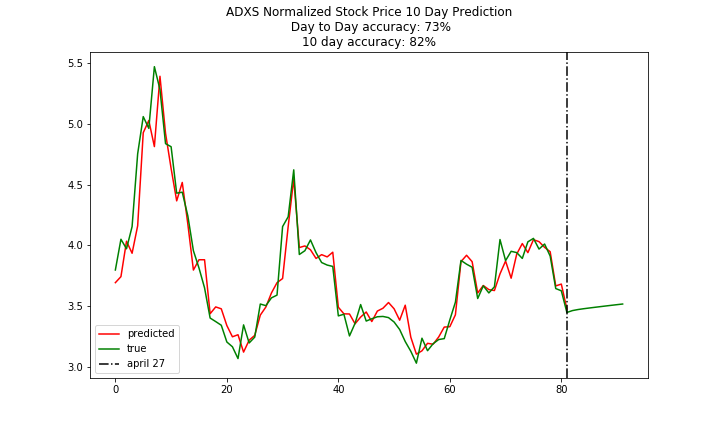 ADXS Normalized Stock Price 10 Day Prediction
Day to Day accuracy: 73%
10 day accuracy: 82%
5.5
5.0
4.5
4.0
3.5
3.0
predicted
true
april 27
0
20
40
60
80